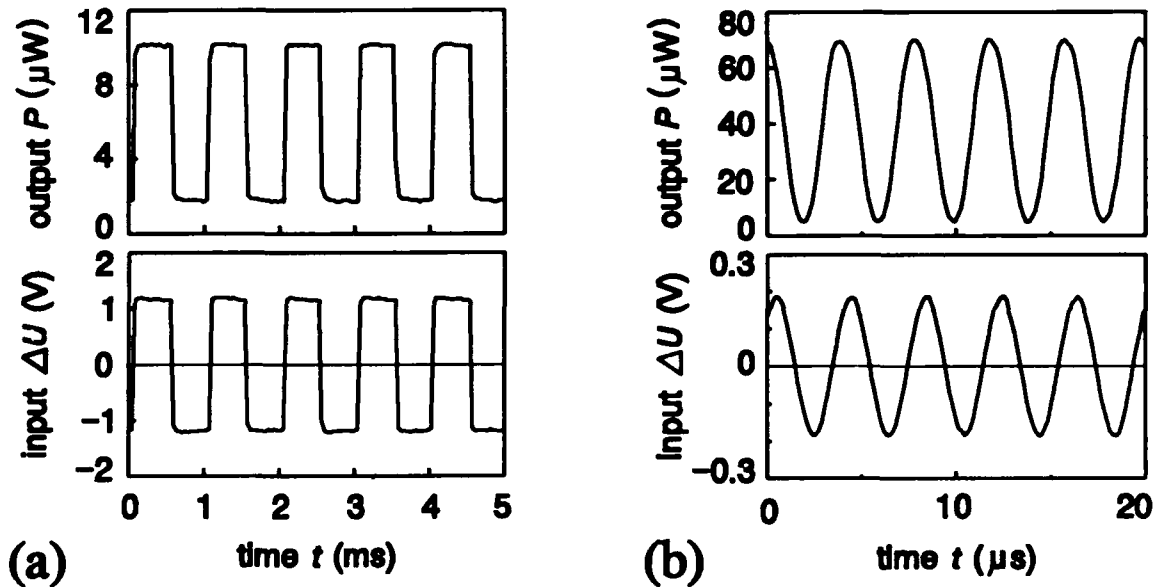 12
8
4
0
output P (μW)
2
1
0
−1
−2
input ΔU (V)
0 1 2 3 4 5
time t (ms)
(a)
80
60
40
20
0
output P (μW)
0.3
0
−0.3
input ΔU (V)
0 10 20
time t (μs)
(b)